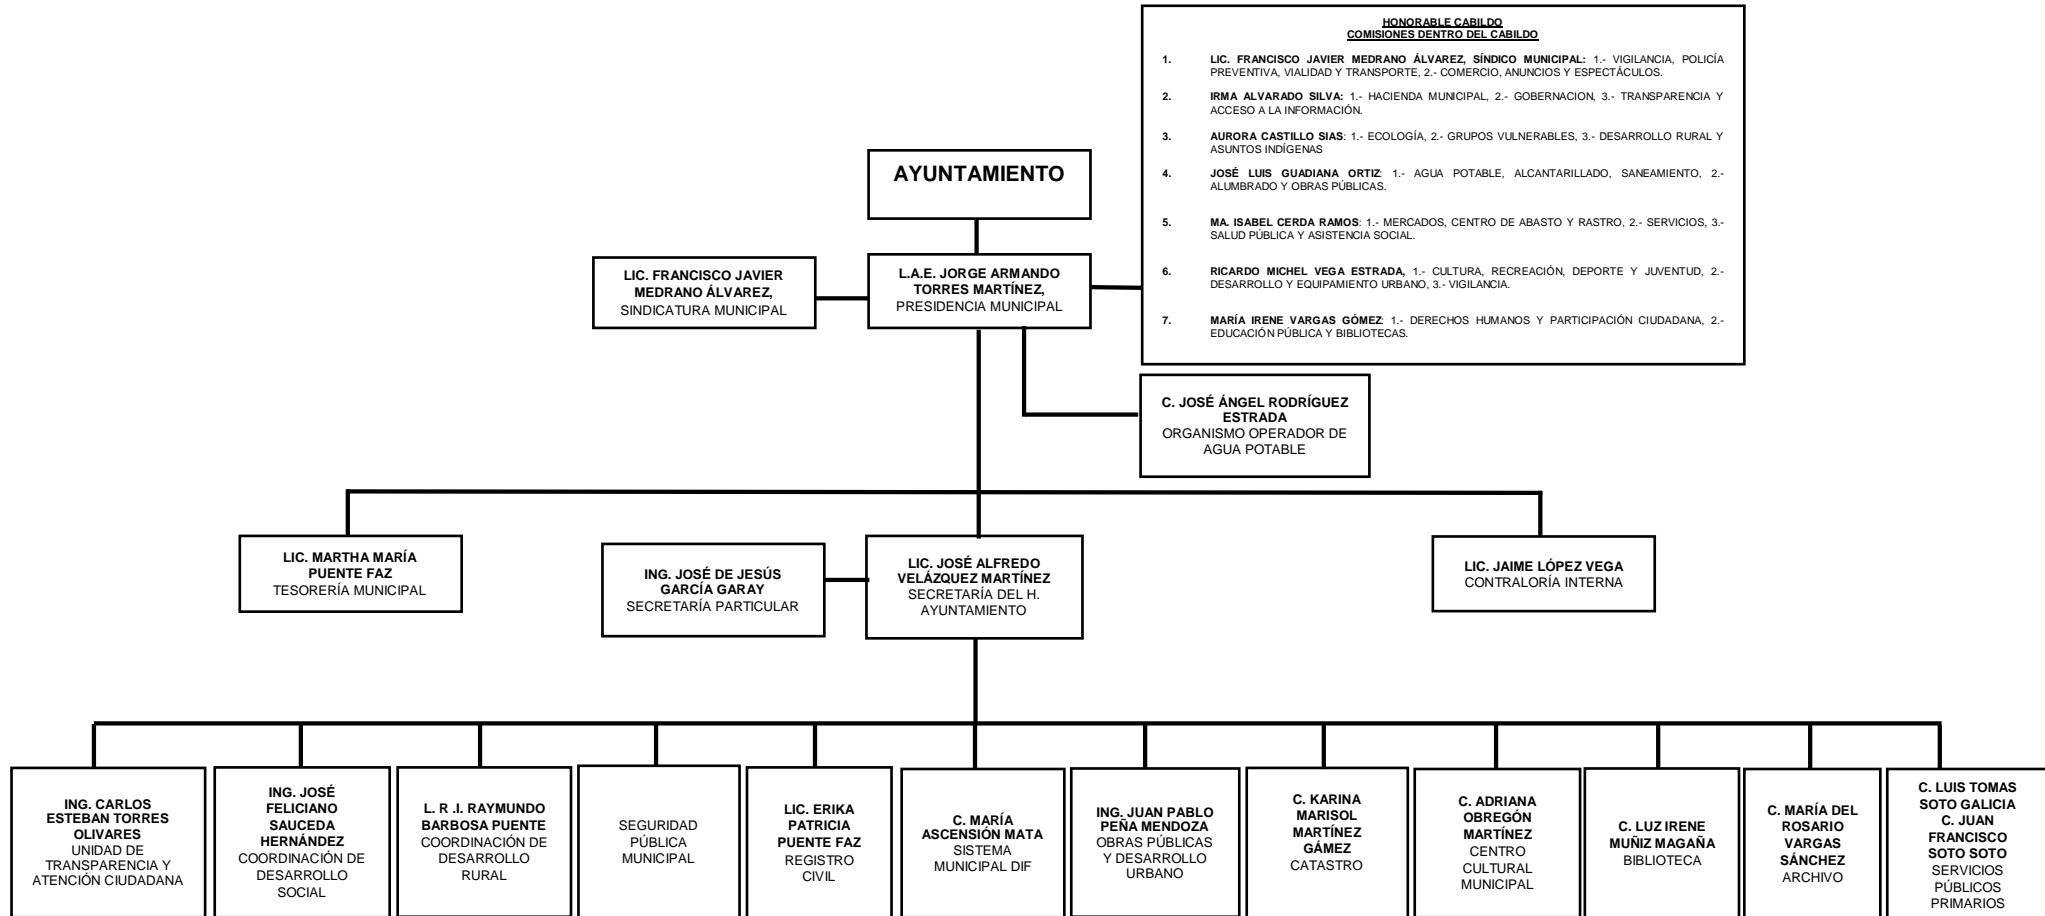 HONORABLE CABILDO
COMISIONES DENTRO DEL CABILDO
1. LIC. FRANCISCO JAVIER MEDRANO ÁLVAREZ, SÍNDICO MUNICIPAL: 1.- VIGILANCIA, POLICÍA
PREVENTIVA, VIALIDAD Y TRANSPORTE, 2.- COMERCIO, ANUNCIOS Y ESPECTÁCULOS.
2. IRMA ALVARADO SILVA: 1.- HACIENDA MUNICIPAL, 2.- GOBERNACION, 3.- TRANSPARENCIA Y
ACCESO A LA INFORMACIÓN.
3. AURORA CASTILLO SIAS: 1.- ECOLOGÍA, 2.- GRUPOS VULNERABLES, 3.- DESARROLLO RURAL Y
ASUNTOS INDÍGENAS
4. JOSÉ LUIS GUADIANA ORTIZ: 1.- AGUA POTABLE, ALCANTARILLADO, SANEAMIENTO, 2.-
ALUMBRADO Y OBRAS PÚBLICAS.
5. MA. ISABEL CERDA RAMOS: 1.- MERCADOS, CENTRO DE ABASTO Y RASTRO, 2.- SERVICIOS, 3.-
SALUD PÚBLICA Y ASISTENCIA SOCIAL.
6. RICARDO MICHEL VEGA ESTRADA, 1.- CULTURA, RECREACIÓN, DEPORTE Y JUVENTUD, 2.-
DESARROLLO Y EQUIPAMIENTO URBANO, 3.- VIGILANCIA.
7. MARÍA IRENE VARGAS GÓMEZ: 1.- DERECHOS HUMANOS Y PARTICIPACIÓN CIUDADANA, 2.-
EDUCACIÓN PÚBLICA Y BIBLIOTECAS.
AYUNTAMIENTO
LIC. FRANCISCO JAVIER
MEDRANO ÁLVAREZ,
SINDICATURA MUNICIPAL
L.A.E. JORGE ARMANDO
TORRES MARTÍNEZ,
PRESIDENCIA MUNICIPAL
C. JOSÉ ÁNGEL RODRÍGUEZ
ESTRADA
ORGANISMO OPERADOR DE
AGUA POTABLE
LIC. MARTHA MARÍA
PUENTE FAZ
TESORERÍA MUNICIPAL
ING. JOSÉ DE JESÚS
GARCÍA GARAY
SECRETARÍA PARTICULAR
LIC. JOSÉ ALFREDO
VELÁZQUEZ MARTÍNEZ
SECRETARÍA DEL H.
AYUNTAMIENTO
LIC. JAIME LÓPEZ VEGA
CONTRALORÍA INTERNA
ING. CARLOS
ESTEBAN TORRES
OLIVARES
UNIDAD DE
TRANSPARENCIA Y
ATENCIÓN CIUDADANA
ING. JOSÉ
FELICIANO
SAUCEDA
HERNÁNDEZ
COORDINACIÓN DE
DESARROLLO
SOCIAL
L. R .I. RAYMUNDO
BARBOSA PUENTE
COORDINACIÓN DE
DESARROLLO
RURAL
SEGURIDAD
PÚBLICA
MUNICIPAL
LIC. ERIKA
PATRICIA
PUENTE FAZ
REGISTRO
CIVIL
C. MARÍA
ASCENSIÓN MATA
SISTEMA
MUNICIPAL DIF
ING. JUAN PABLO
PEÑA MENDOZA
OBRAS PÚBLICAS
Y DESARROLLO
URBANO
C. KARINA
MARISOL
MARTÍNEZ
GÁMEZ
CATASTRO
C. ADRIANA
OBREGÓN
MARTÍNEZ
CENTRO
CULTURAL
MUNICIPAL
C. LUZ IRENE
MUÑIZ MAGAÑA
BIBLIOTECA
C. MARÍA DEL
ROSARIO
VARGAS
SÁNCHEZ
ARCHIVO
C. LUIS TOMAS
SOTO GALICIA
C. JUAN
FRANCISCO
SOTO SOTO
SERVICIOS
PÚBLICOS
PRIMARIOS